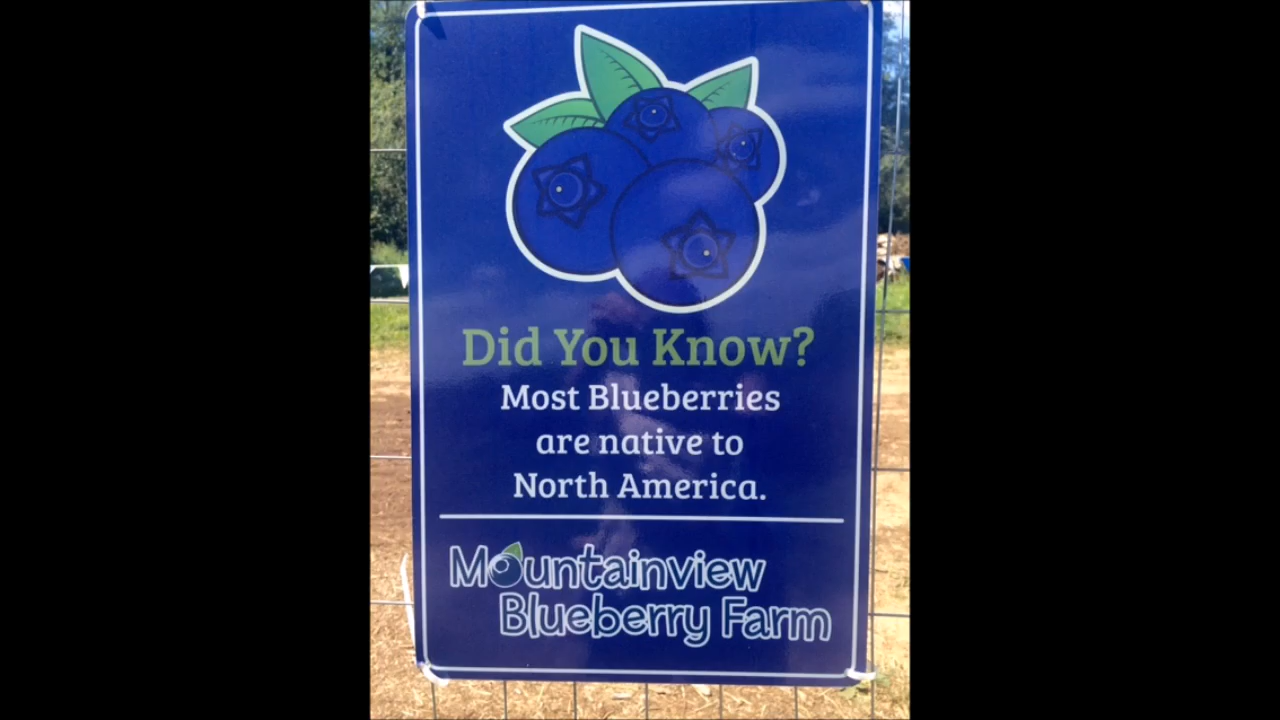 Did You Know?
Most Blueberries
are native to
North America.
Mountainview
Blueberry Farm